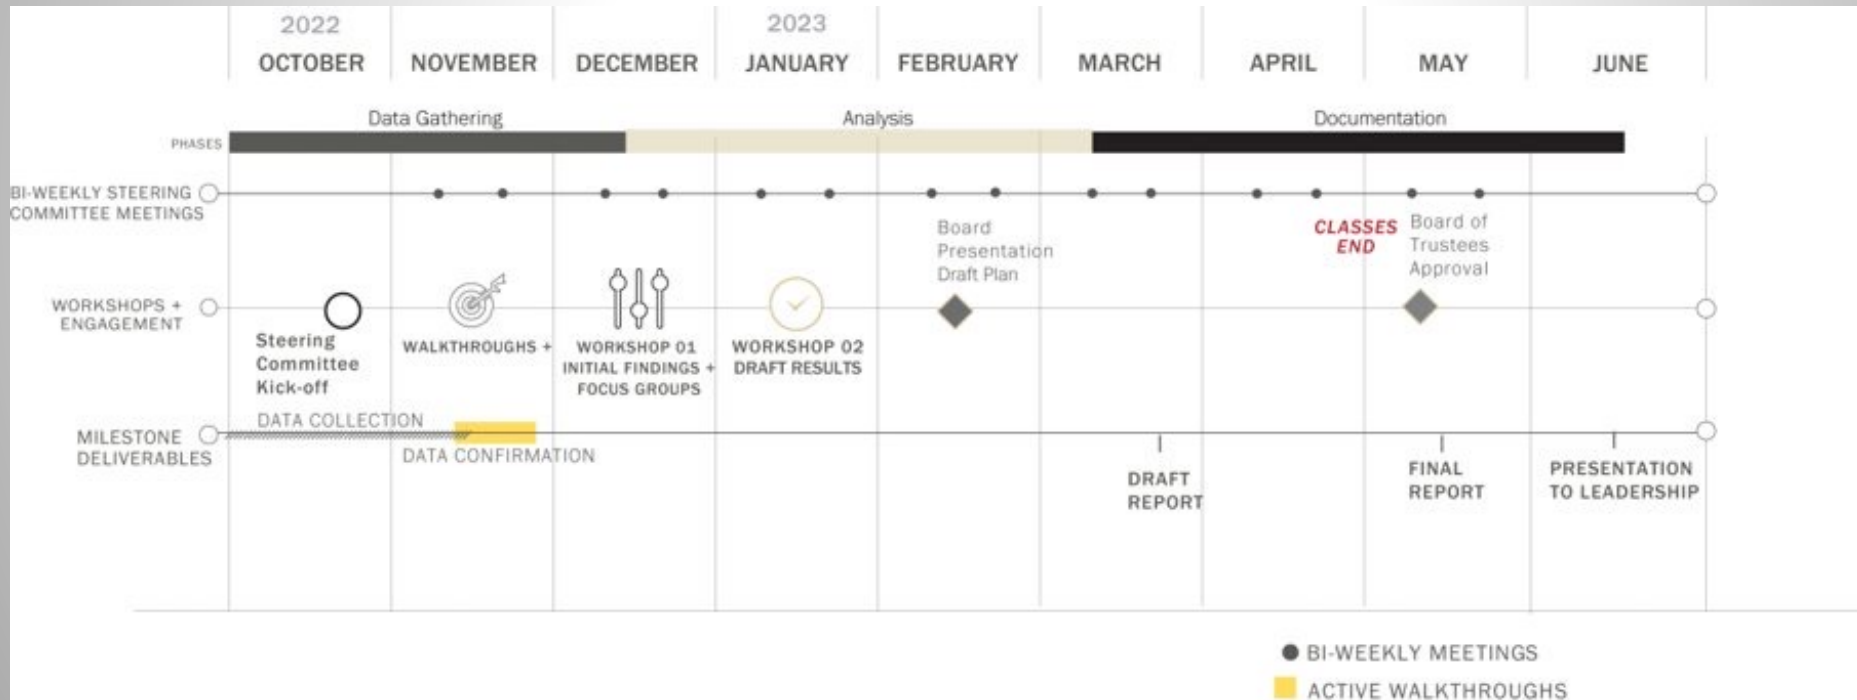 2022
2023
OCTOBER
NOVEMBER
DECEMBER
JANUARY
FEBRUARY
MARCH
APRIL
MAY
JUNE
Data Gathering
Analysis
Documentation
PHASES
BI-WEEKLY STEERING
COMMITTEE MEETINGS
Board
Presentation
Draft Plan
CLASSES
END
Board of
Trustees
Approval
WORKSHOPS +
ENGAGEMENT
Steering
Committee
Kick-off
WALKTHROUGHS +
WORKSHOP 01
INITIAL FINDINGS +
FOCUS GROUPS
WORKSHOP 02
DRAFT RESULTS
DATA COLLECTION
MILESTONE
DELIVERABLES
DATA CONFIRMATION
DRAFT
REPORT
FINAL
REPORT
PRESENTATION
TO LEADERSHIP
BI-WEEKLY MEETINGS
ACTIVE WALKTHROUGHS